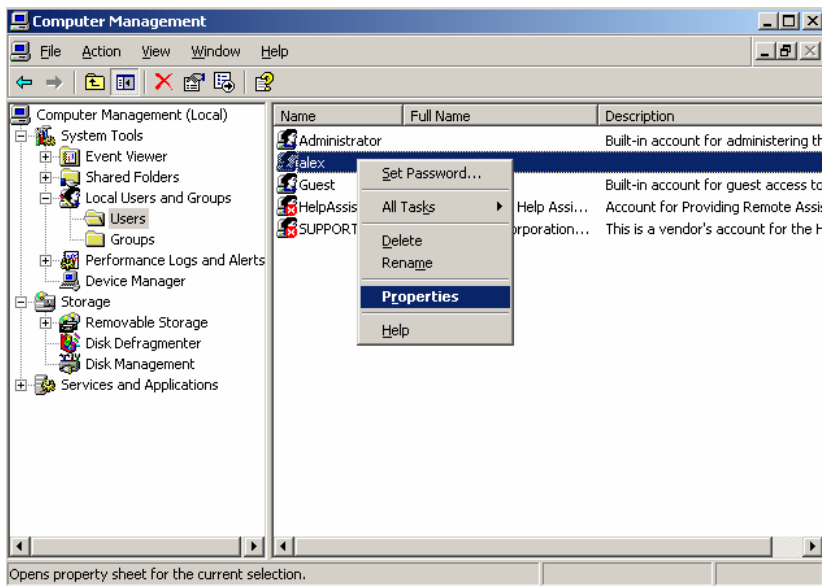 Computer Management
File Action View Window Help
Computer Management (Local)
System Tools
Event Viewer
Shared Folders
Local Users and Groups
Users
Groups
Performance Logs and Alerts
Device Manager
Storage
Removable Storage
Disk Defragmenter
Disk Management
Services and Applications
Name Full Name Description
Administrator Built-in account for administering th
alex
Guest Built-in account for guest access to
HelpAssis Help Assi... Account for Providing Remote Assis
SUPPORT orporation... This is a vendor's account for the H
Set Password...
All Tasks
Delete
Rename
Properties
Help
Opens property sheet for the current selection.